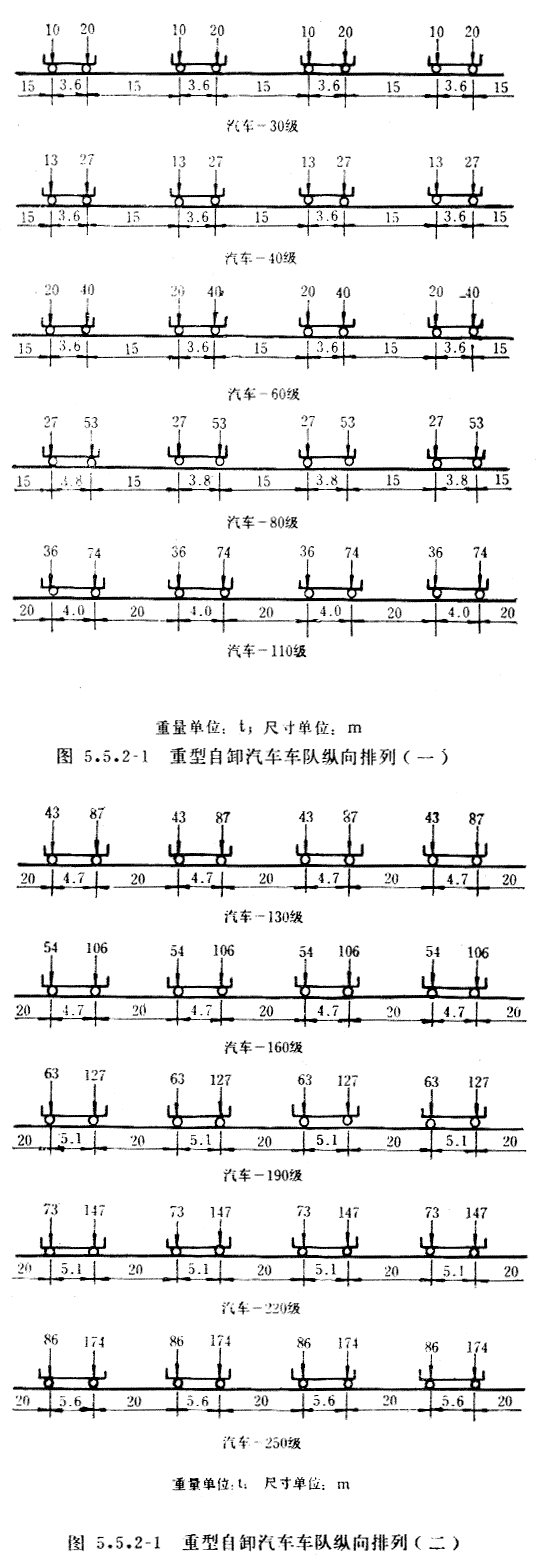 10 20 10 20 10 20 10 20
15 3.6 15 3.6 15 3.6 15 3.6 15
汽车-30级
13 27 13 27 13 27 13 27
15 3.6 15 3.6 15 3.6 15 3.6 15
汽车-40级
20 40 20 40 20 40 20 40
15 3.6 15 3.6 15 3.6 15 3.6 15
汽车-60级
27 53 27 53 27 53 27 53
15 3.8 15 3.8 15 3.8 15 3.8 15
汽车-80级
36 74 36 74 36 74 36 74
20 4.0 20 4.0 20 4.0 20 4.0 20
汽车-110级
重量单位: t; 尺寸单位: m
图 5.5.2-1 重型自卸汽车车队纵向排列(一)
43 87 43 87 43 87 43 87
20 4.7 20 4.7 20 4.7 20 4.7 20
汽车-130级
54 106 54 106 54 106 54 106
20 4.7 20 4.7 20 4.7 20 4.7 20
汽车-160级
63 127 63 127 63 127 63 127
20 5.1 20 5.1 20 5.1 20 5.1 20
汽车-190级
73 147 73 147 73 147 73 147
20 5.1 20 5.1 20 5.1 20 5.1 20
汽车-220级
86 174 86 174 86 174 86 174
20 5.6 20 5.6 20 5.6 20 5.6 20
汽车-250级
重量单位: t; 尺寸单位: m
图 5.5.2-1 重型自卸汽车车队纵向排列(二)